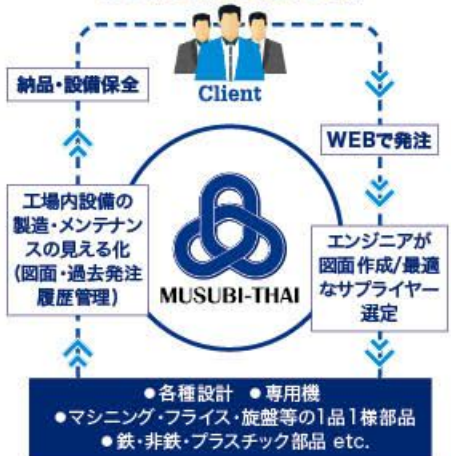 Client
納品・設備保全
WEBで発注
工場内設備の
製造・メンテナン
スの見える化
(図面・過去発注
履歴管理)
MUSUBI-THAI
エンジニアが
図面作成/最適
なサプライヤー
選定
●各種設計 ●専用機
●マシニング・フライス・旋盤等の1品1様部品
●鉄・非鉄・プラスチック部品 etc.